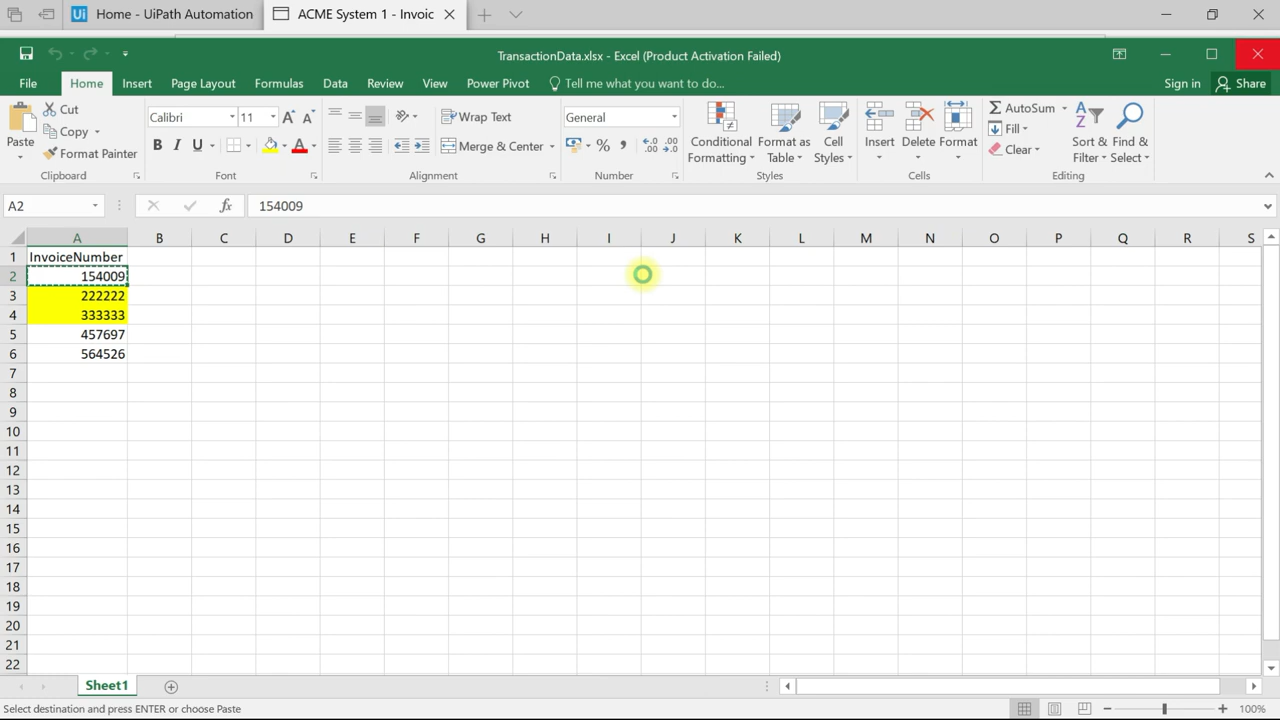 Home - UiPath Automation
ACME System 1 - Invoic
TransactionData.xlsx - Excel (Product Activation Failed)
File Home Insert Page Layout Formulas Data Review View Power Pivot Tell me what you want to do... Sign in Share
Paste
Cut
Copy
Format Painter
Clipboard
Calibri 11
B I U
Font
Wrap Text
Merge & Center
Alignment
General
Number
Conditional Formatting
Format as Table
Cell Styles
Styles
Insert
Delete
Format
Cells
AutoSum
Fill
Clear
Sort & Filter
Find & Select
Editing
A2 fx 154009
A B C D E F G H I J K L M N O P Q R S
1 InvoiceNumber
2 154009
3 222222
4 333333
5 457697
6 564526
7
8
9
10
11
12
13
14
15
16
17
18
19
20
21
22
Sheet1
Select destination and press ENTER or choose Paste
100%